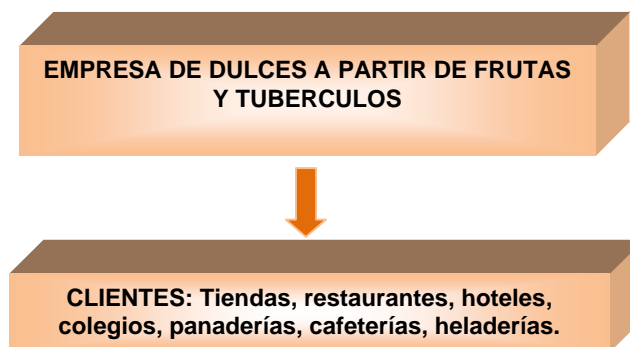 EMPRESA DE DULCES A PARTIR DE FRUTAS
Y TUBERCULOS
CLIENTES: Tiendas, restaurantes, hoteles,
colegios, panaderías, cafeterías, heladerías.